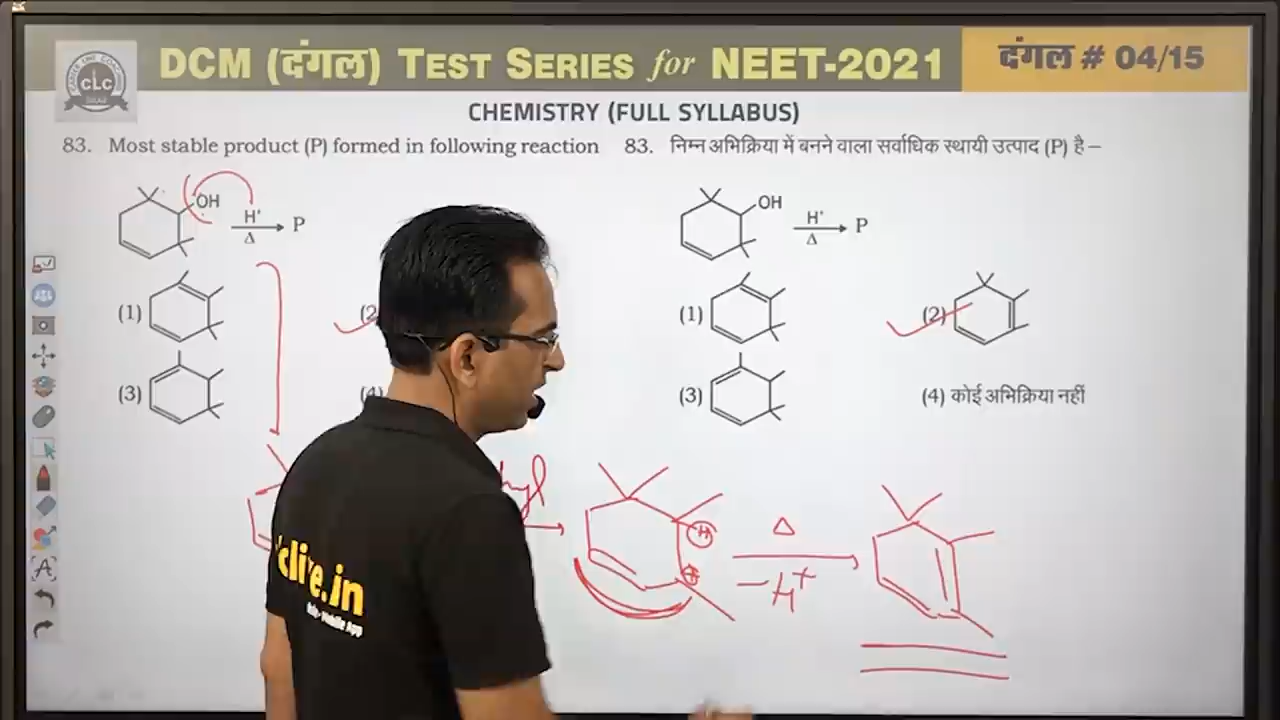 DCM (दंगल) TEST SERIES for NEET-2021
दंगल # 04/15
CLC
CHEMISTRY (FULL SYLLABUS)
83. Most stable product (P) formed in following reaction
OH
H⁺
Δ
P
(1)
(2
(3)
(4)
83. निम्न अभिक्रिया में बनने वाला सर्वाधिक स्थायी उत्पाद (P) है –
OH
H⁺
Δ
P
(1)
(2)
(3)
(4) कोई अभिक्रिया नहीं
hyl
H
+
Δ
-H+
clive.in